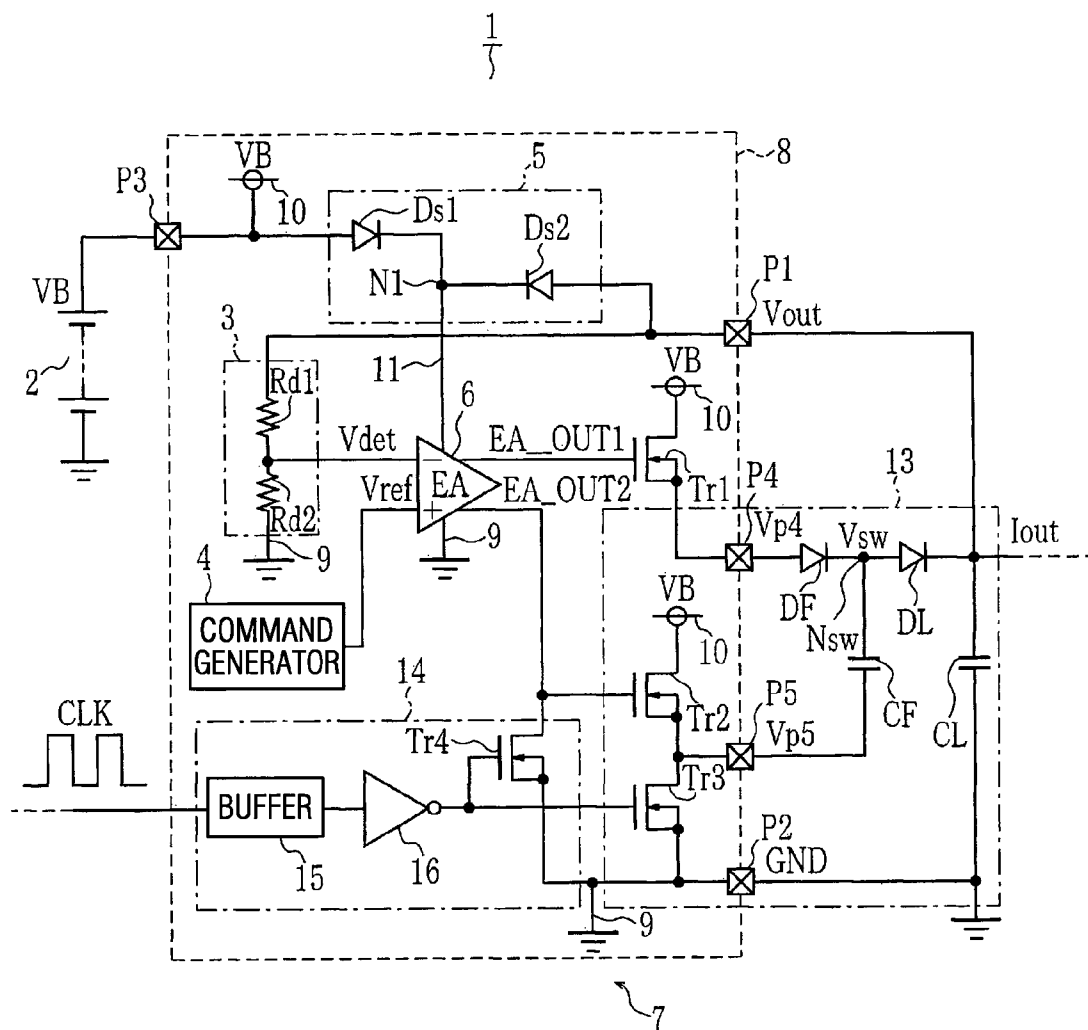 1
VB
8
P3
10
5
Ds1
Ds2
P1
VB
N1
Vout
3
11
VB
2
Rd1
6
10
Vdet
EA_OUT1
Vref
−
EA
EA_OUT2
Tr1
P4
13
+
Rd2
9
9
Vp4
Vsw
Iout
4
VB
DF
DL
Nsw
COMMAND
GENERATOR
10
14
CLK
Tr2
P5
CF
CL
Tr4
Vp5
Tr3
BUFFER
P2
15
16
GND
9
7